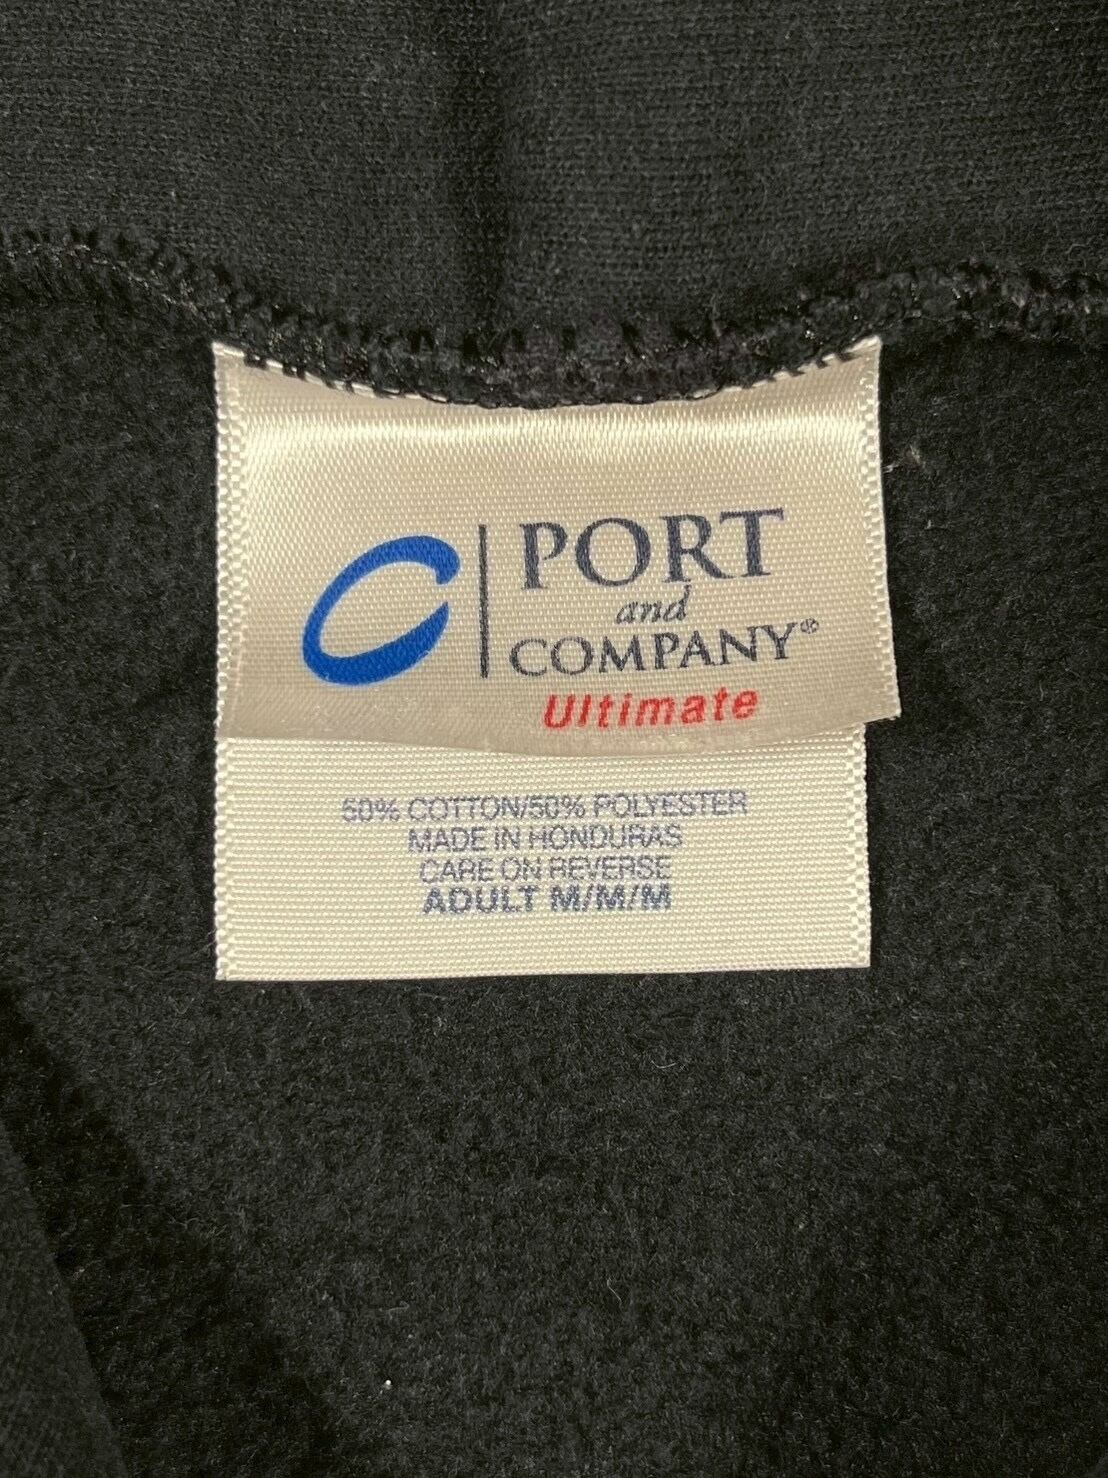 PORT
and
COMPANY®
Ultimate
50% COTTON/50% POLYESTER
MADE IN HONDURAS
CARE ON REVERSE
ADULT M/M/M